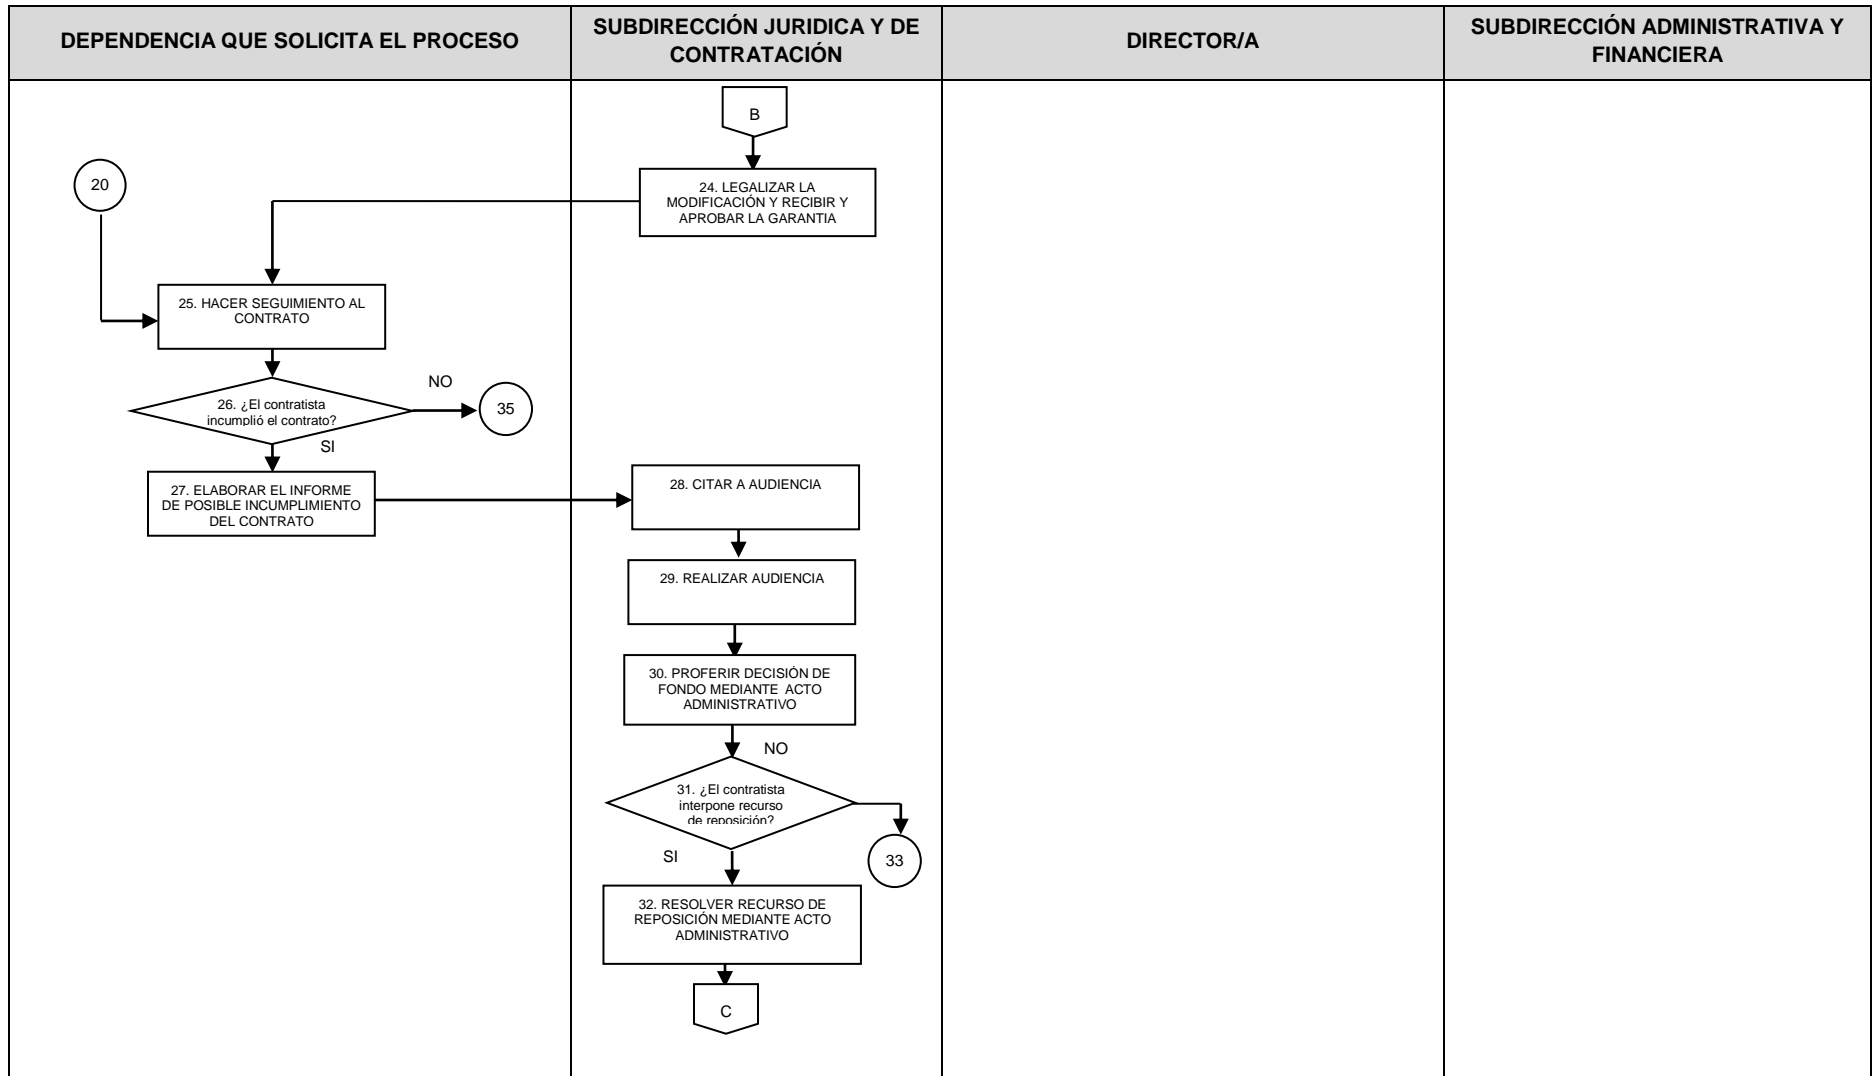 DEPENDENCIA QUE SOLICITA EL PROCESO
SUBDIRECCIÓN JURIDICA Y DE
CONTRATACIÓN
DIRECTOR/A
SUBDIRECCIÓN ADMINISTRATIVA Y
FINANCIERA
B
20
24. LEGALIZAR LA
MODIFICACIÓN Y RECIBIR Y
APROBAR LA GARANTIA
25. HACER SEGUIMIENTO AL
CONTRATO
NO
26. ¿El contratista
incumplió el contrato?
35
SI
27. ELABORAR EL INFORME
DE POSIBLE INCUMPLIMIENTO
DEL CONTRATO
28. CITAR A AUDIENCIA
29. REALIZAR AUDIENCIA
30. PROFERIR DECISIÓN DE
FONDO MEDIANTE ACTO
ADMINISTRATIVO
NO
31. ¿El contratista
interpone recurso
de reposición?
SI
33
32. RESOLVER RECURSO DE
REPOSICIÓN MEDIANTE ACTO
ADMINISTRATIVO
C